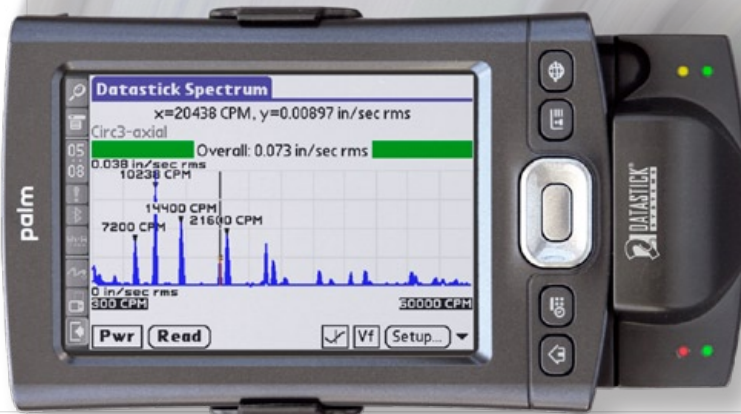 palm
Datastick Spectrum
x=20438 CPM, y=0.00897 in/sec rms
Circ3-axial
05
08
Overall: 0.073 in/sec rms
0.038 in/sec rms
10238 CPM
14400 CPM
7200 CPM
21600 CPM
0 in/sec rms
300 CPM
60000 CPM
Pwr
Read
Vf
Setup...
DATASTICK®
SYSTEMS